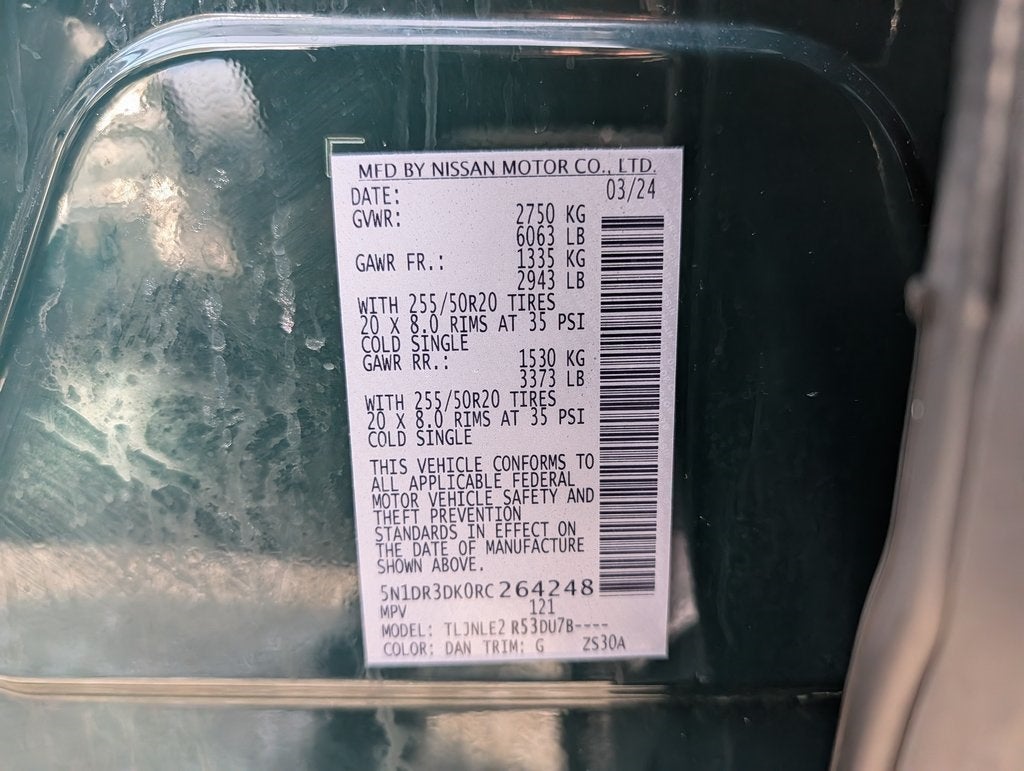 MFD BY NISSAN MOTOR CO., LTD.
DATE: 03/24
GVWR: 2750 KG
6063 LB
GAWR FR.: 1335 KG
2943 LB
WITH 255/50R20 TIRES
20 X 8.0 RIMS AT 35 PSI
COLD SINGLE
GAWR RR.: 1530 KG
3373 LB
WITH 255/50R20 TIRES
20 X 8.0 RIMS AT 35 PSI
COLD SINGLE
THIS VEHICLE CONFORMS TO
ALL APPLICABLE FEDERAL
MOTOR VEHICLE SAFETY AND
THEFT PREVENTION
STANDARDS IN EFFECT ON
THE DATE OF MANUFACTURE
SHOWN ABOVE.
5N1DR3DK0RC264248
MPV 121
MODEL: TLJNLE2 R53DU7B----
COLOR: DAN TRIM: G ZS30A